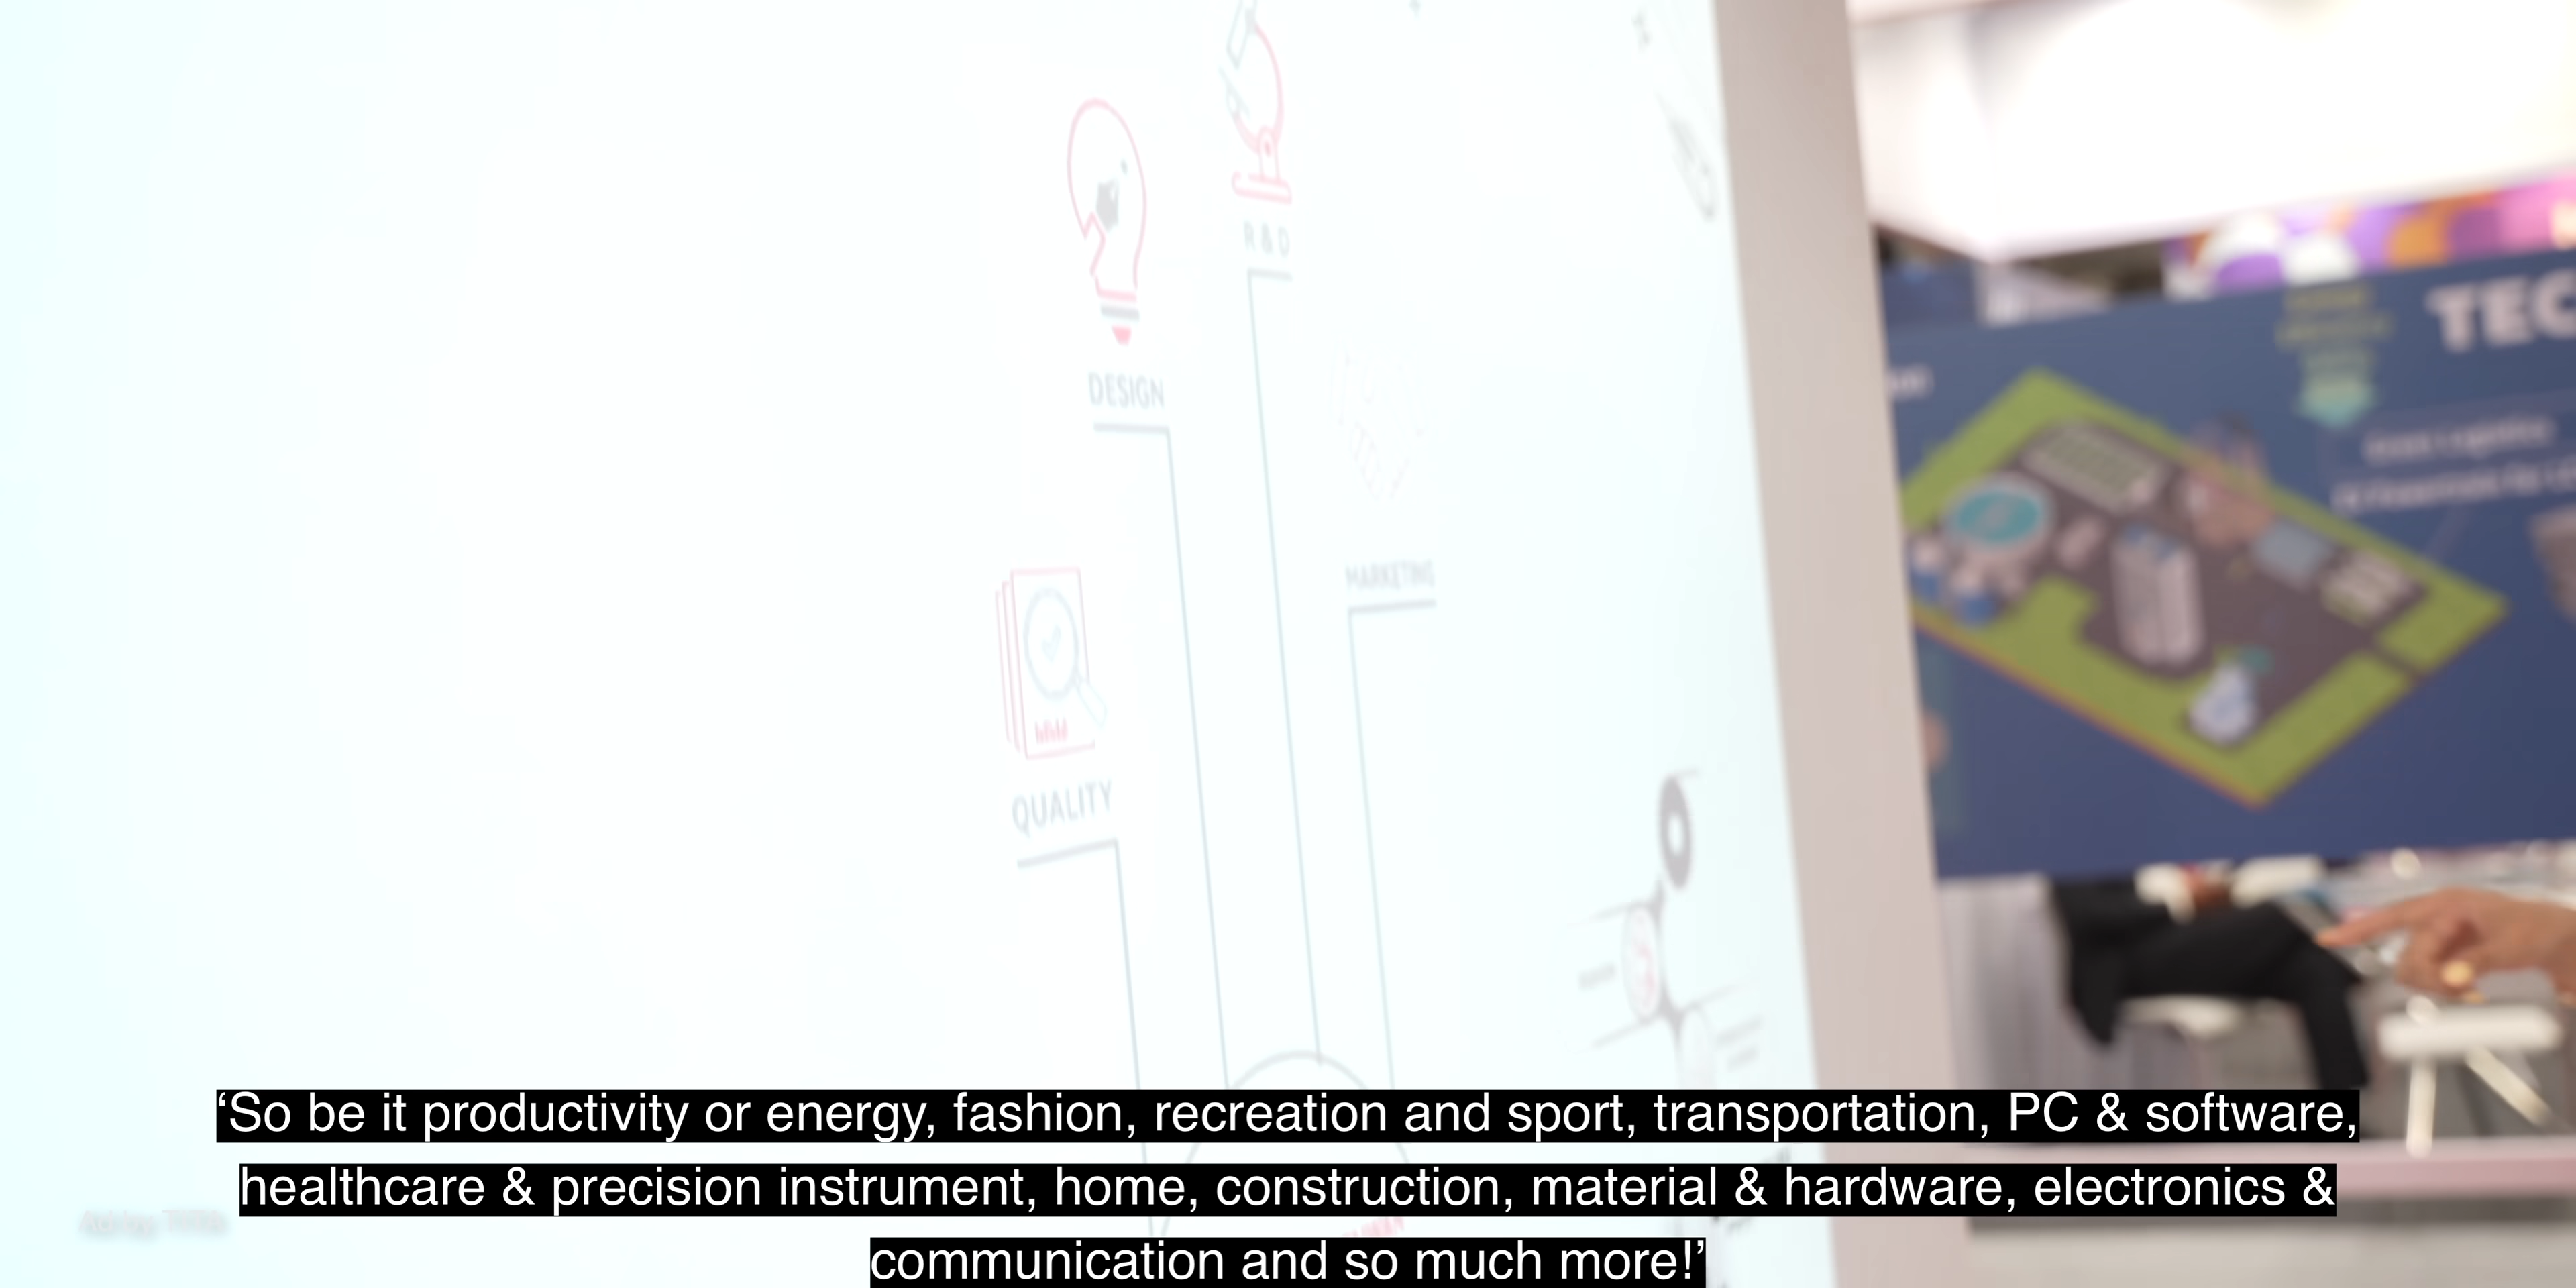 R & D
DESIGN
MARKETING
QUALITY
TEC
‘So be it productivity or energy, fashion, recreation and sport, transportation, PC & software,
healthcare & precision instrument, home, construction, material & hardware, electronics &
communication and so much more!’